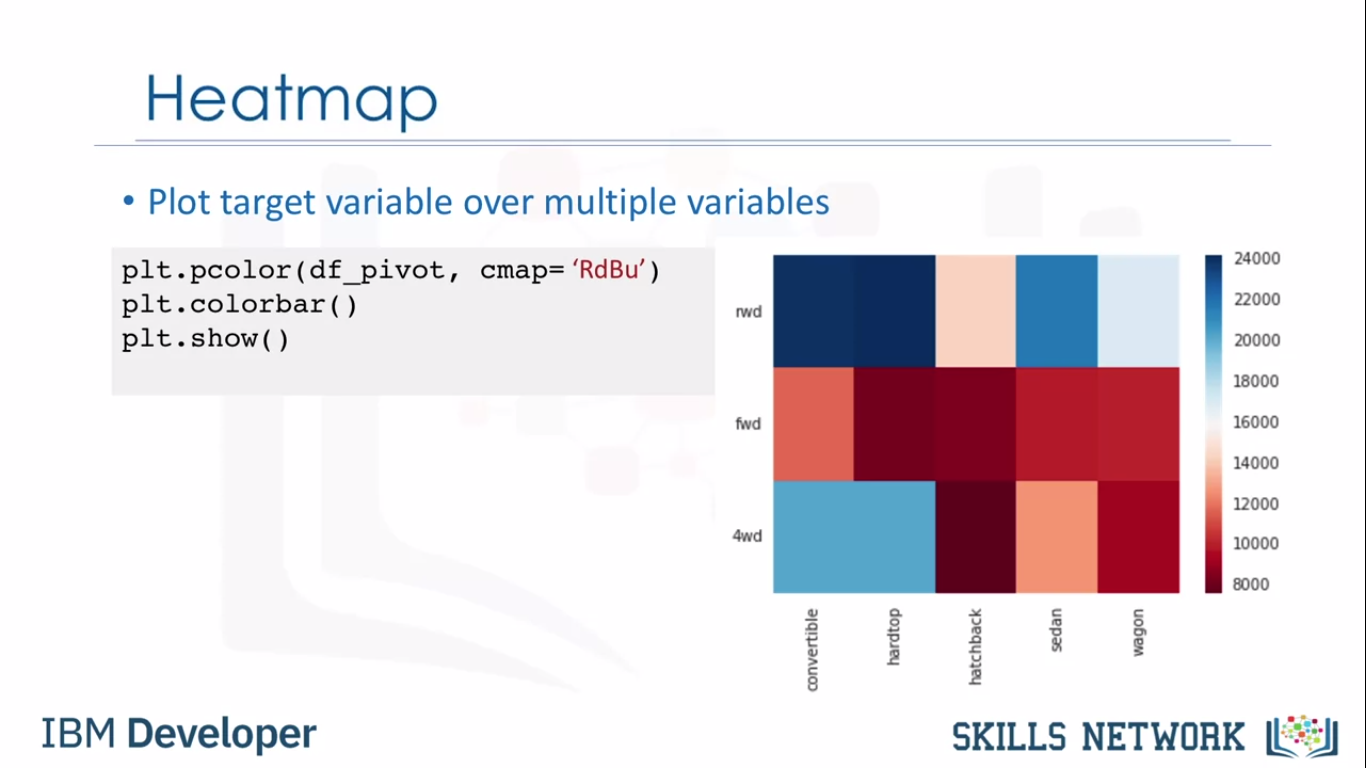 Heatmap
• Plot target variable over multiple variables
plt.pcolor(df_pivot, cmap= ‘RdBu’)
plt.colorbar()
plt.show()
rwd
fwd
4wd
convertible
hardtop
hatchback
sedan
wagon
24000
22000
20000
18000
16000
14000
12000
10000
8000
IBM Developer
SKILLS NETWORK